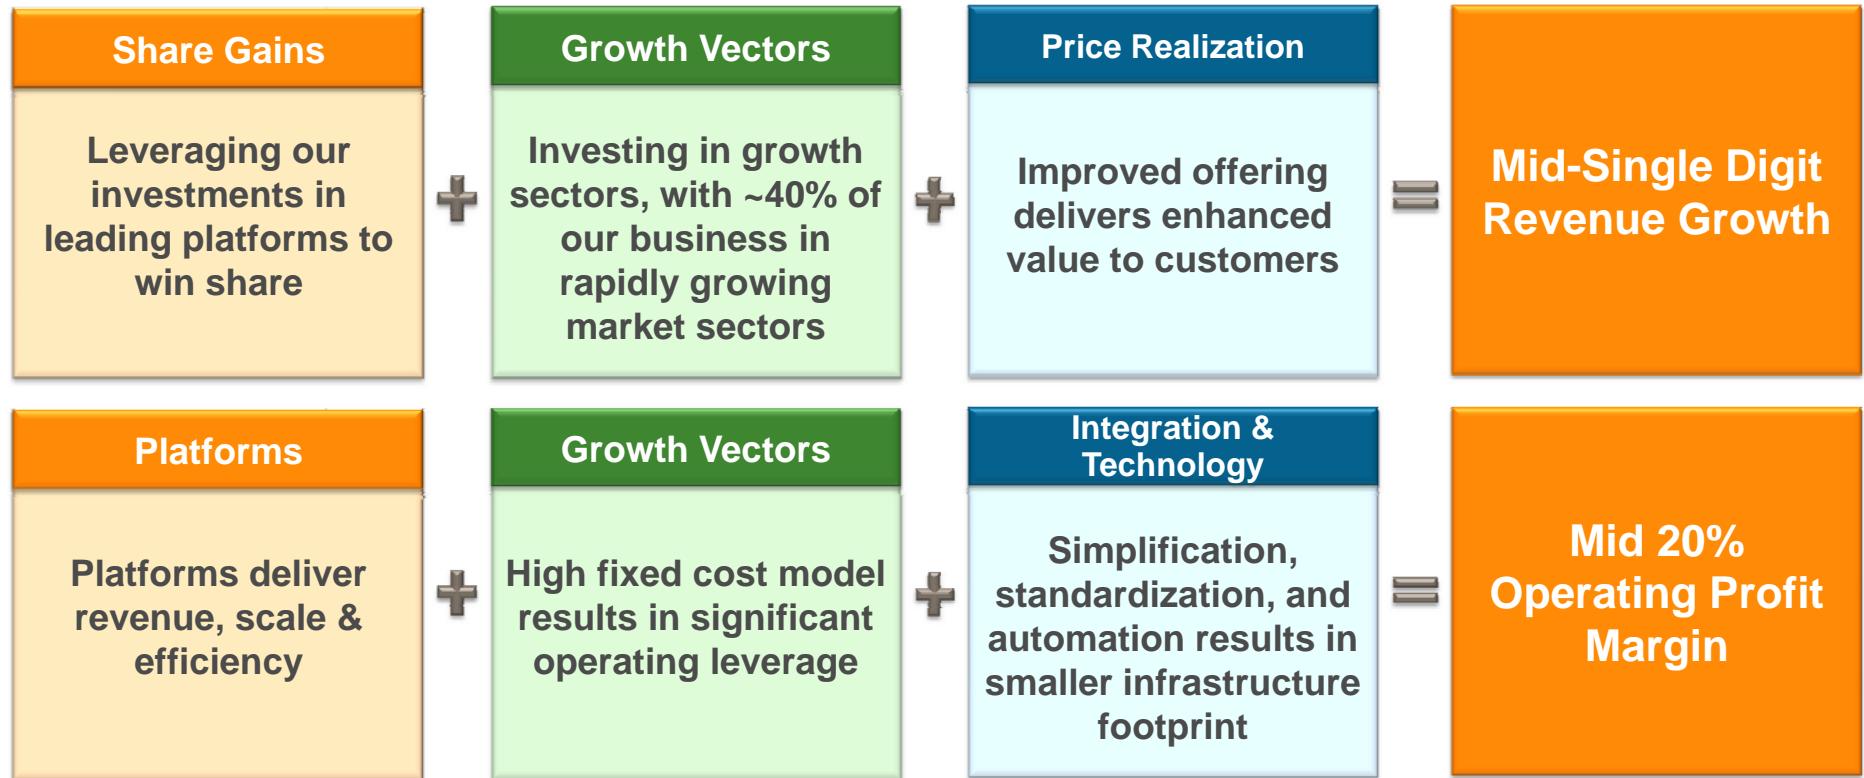 Share Gains
Leveraging our
investments in
leading platforms to
win share
Growth Vectors
Investing in growth
sectors, with ~40% of
our business in
rapidly growing
market sectors
Price Realization
Improved offering
delivers enhanced
value to customers
Mid-Single Digit
Revenue Growth
Platforms
Platforms deliver
revenue, scale &
efficiency
Growth Vectors
High fixed cost model
results in significant
operating leverage
Integration &
Technology
Simplification,
standardization, and
automation results in
smaller infrastructure
footprint
Mid 20%
Operating Profit
Margin